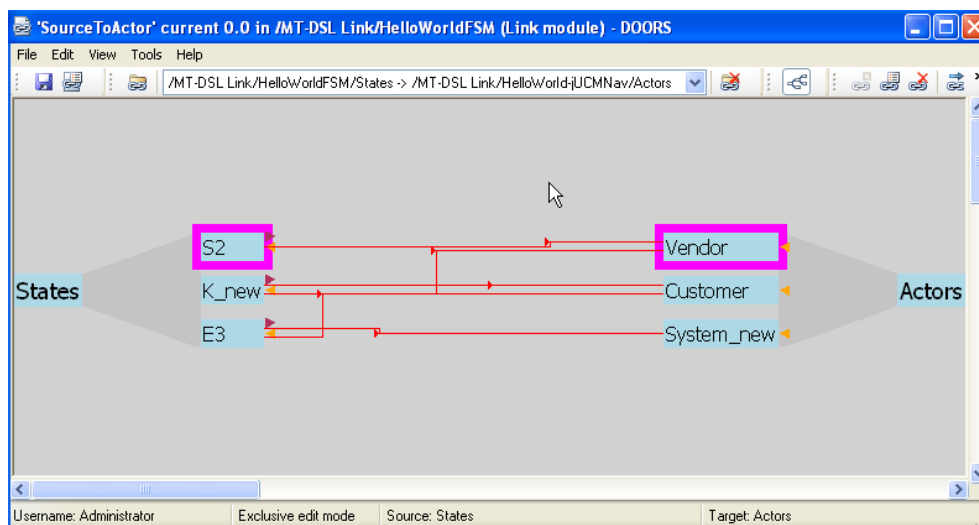 'SourceToActor' current 0.0 in /MT-DSL Link/HelloWorldFSM (Link module) - DOORS
File Edit View Tools Help
/MT-DSL Link/HelloWorldFSM/States -> /MT-DSL Link/HelloWorld-jUCMNav/Actors
S2 Vendor
States K_new Customer Actors
E3 System_new
Username: Administrator Exclusive edit mode Source: States Target: Actors